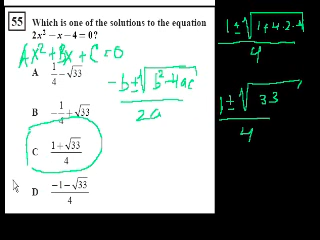 55 Which is one of the solutions to the equation
2x² − x − 4 = 0?
Ax² + Bx + C = 0
A 1/4 − √33
B −1/4 + √33
C (1 + √33)/4
D (−1 − √33)/4
(−b ± √(b² − 4ac))/2a
(1 ± √(1 + 4·2·4))/4
(1 ± √33)/4